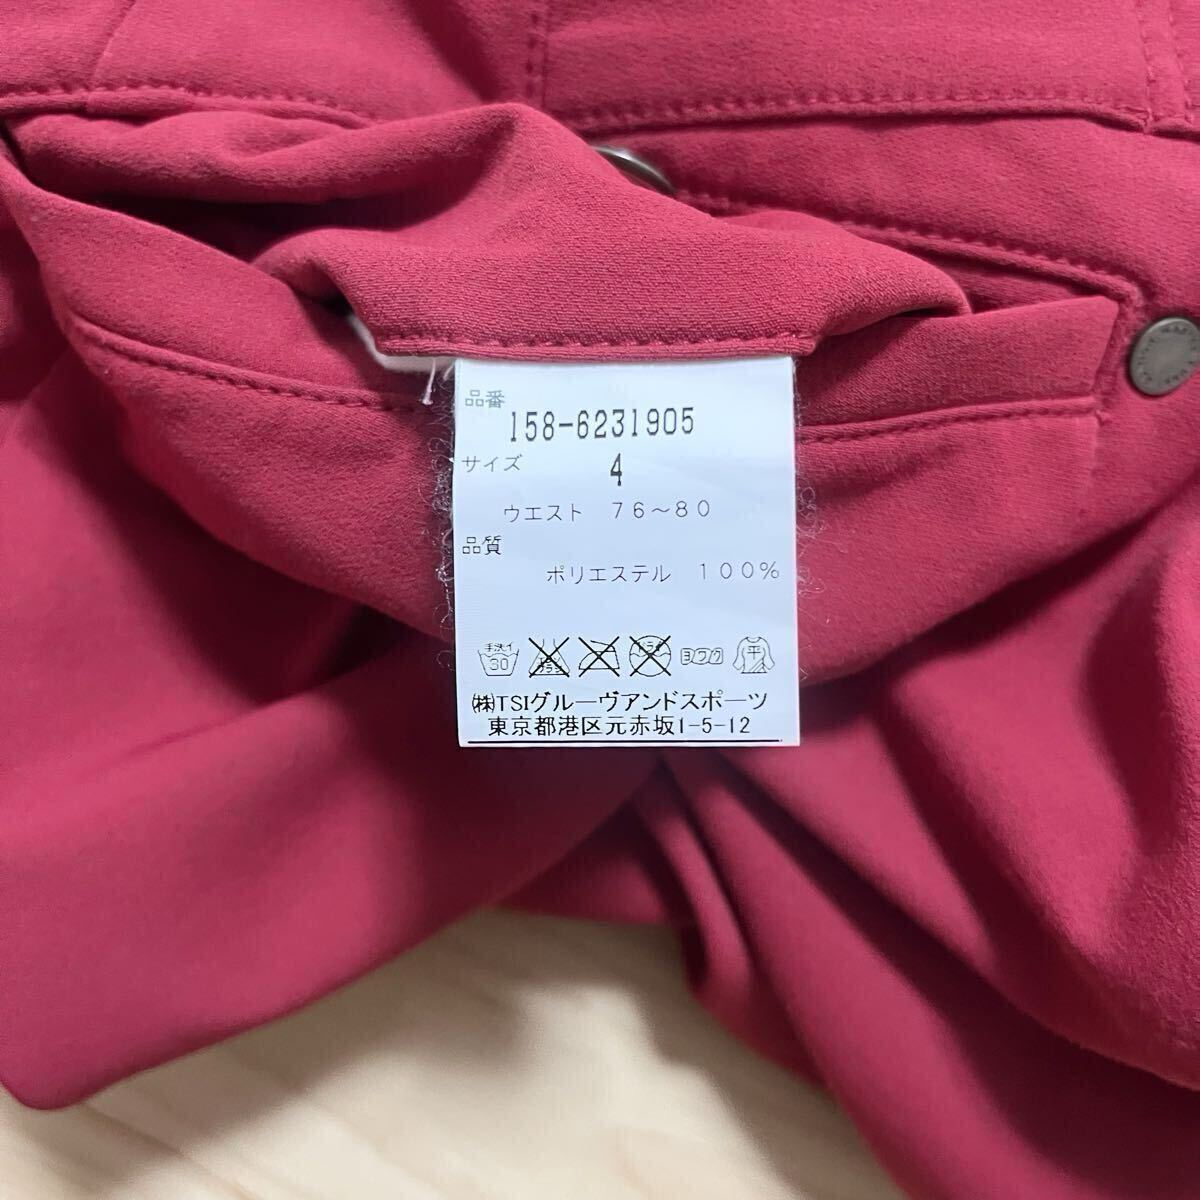 品番
158-6231905
サイズ 4
ウエスト 76～80
品質
ポリエステル 100%
手洗イ 30 エンソ ヨワク 平
㈱TSIグルーヴアンドスポーツ
東京都港区元赤坂1-5-12